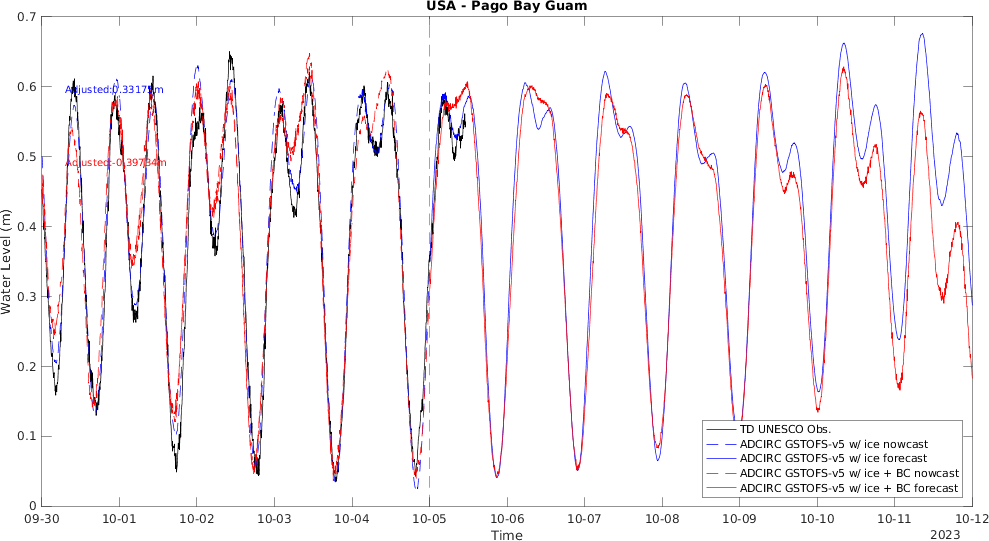 USA - Pago Bay Guam
0.7
0.6
0.5
0.4
0.3
0.2
0.1
0
Water Level (m)
Adjusted:0.33175m
Adjusted:-0.39734m
TD UNESCO Obs.
ADCIRC GSTOFS-v5 w/ ice nowcast
ADCIRC GSTOFS-v5 w/ ice forecast
ADCIRC GSTOFS-v5 w/ ice + BC nowcast
ADCIRC GSTOFS-v5 w/ ice + BC forecast
09-30 10-01 10-02 10-03 10-04 10-05 10-06 10-07 10-08 10-09 10-10 10-11 10-12
Time
2023